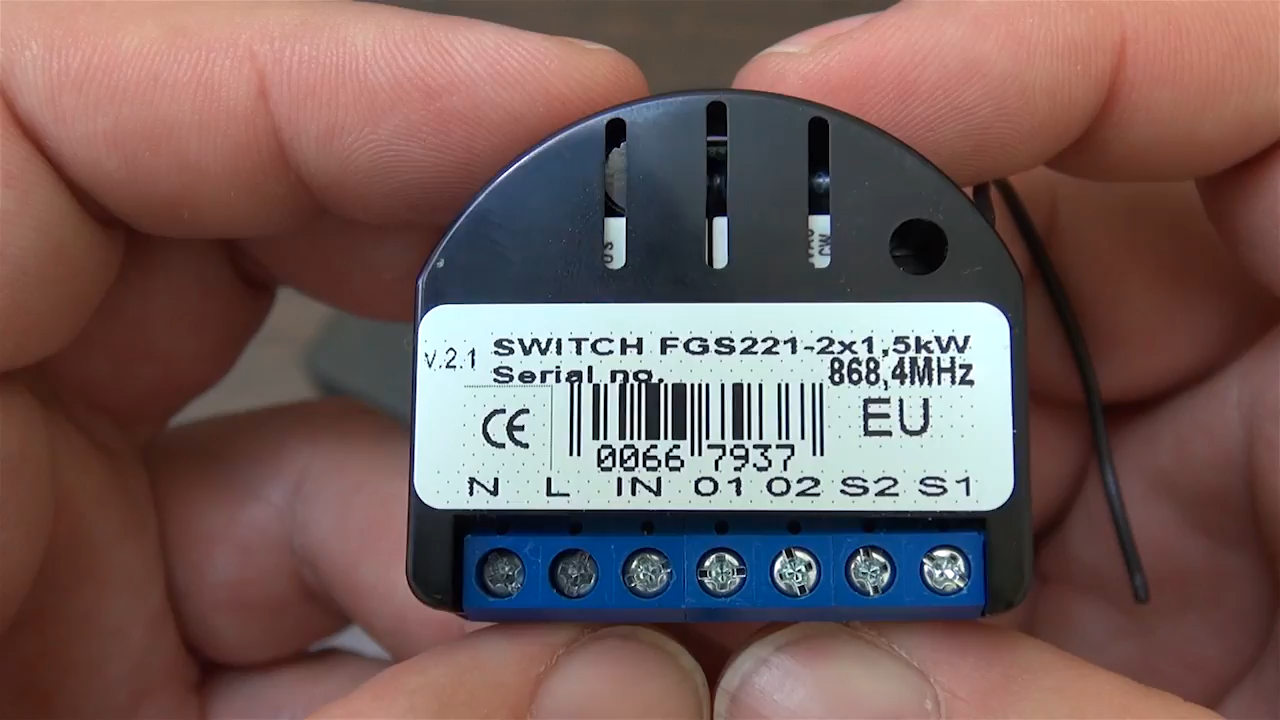 v.2.1 SWITCH FGS221-2x1,5kW
Serial no. 868,4MHz
CE EU
0066 7937
N L IN O1 O2 S2 S1